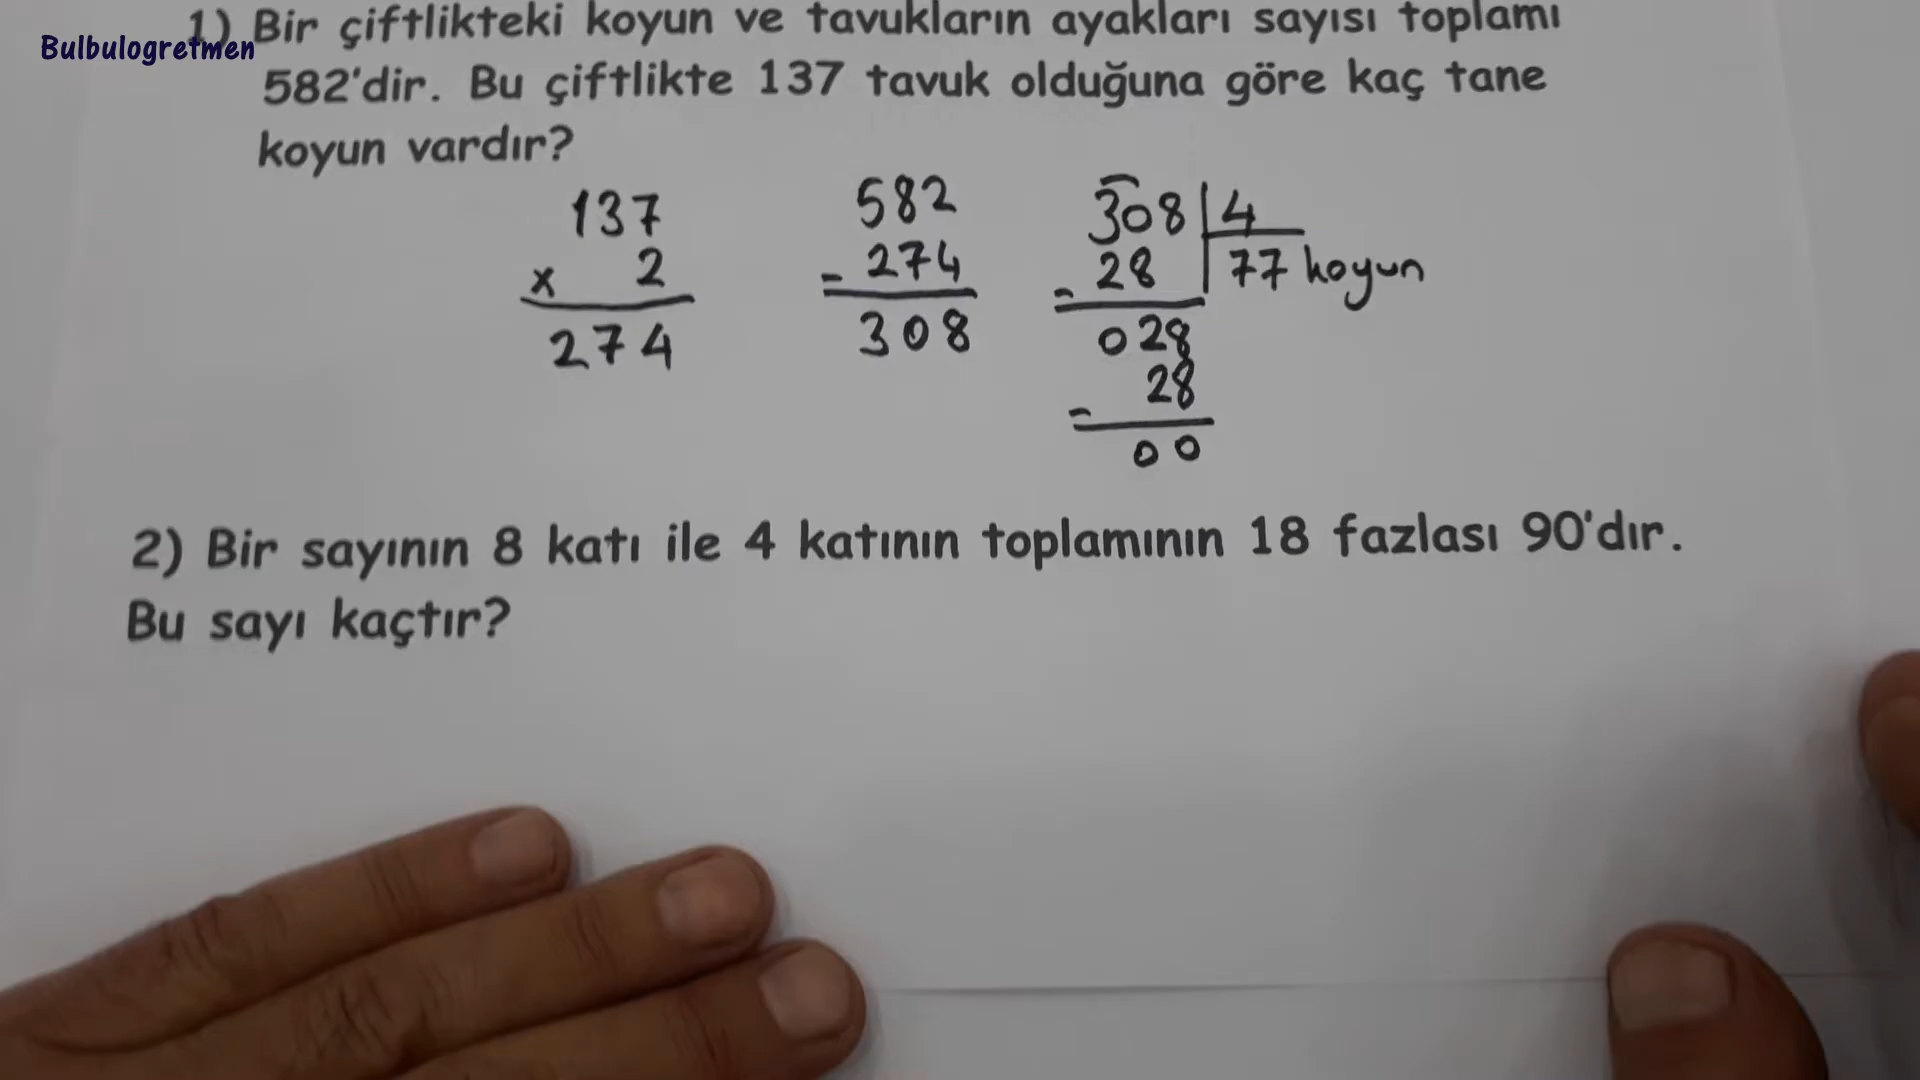 Bulbulogretmen
1) Bir çiftlikteki koyun ve tavukların ayakları sayısı toplamı
582'dir. Bu çiftlikte 137 tavuk olduğuna göre kaç tane
koyun vardır?
137
x 2
274
582
- 274
308
308 | 4
- 28 | 77 koyun
028
- 28
00
2) Bir sayının 8 katı ile 4 katının toplamının 18 fazlası 90'dır.
Bu sayı kaçtır?